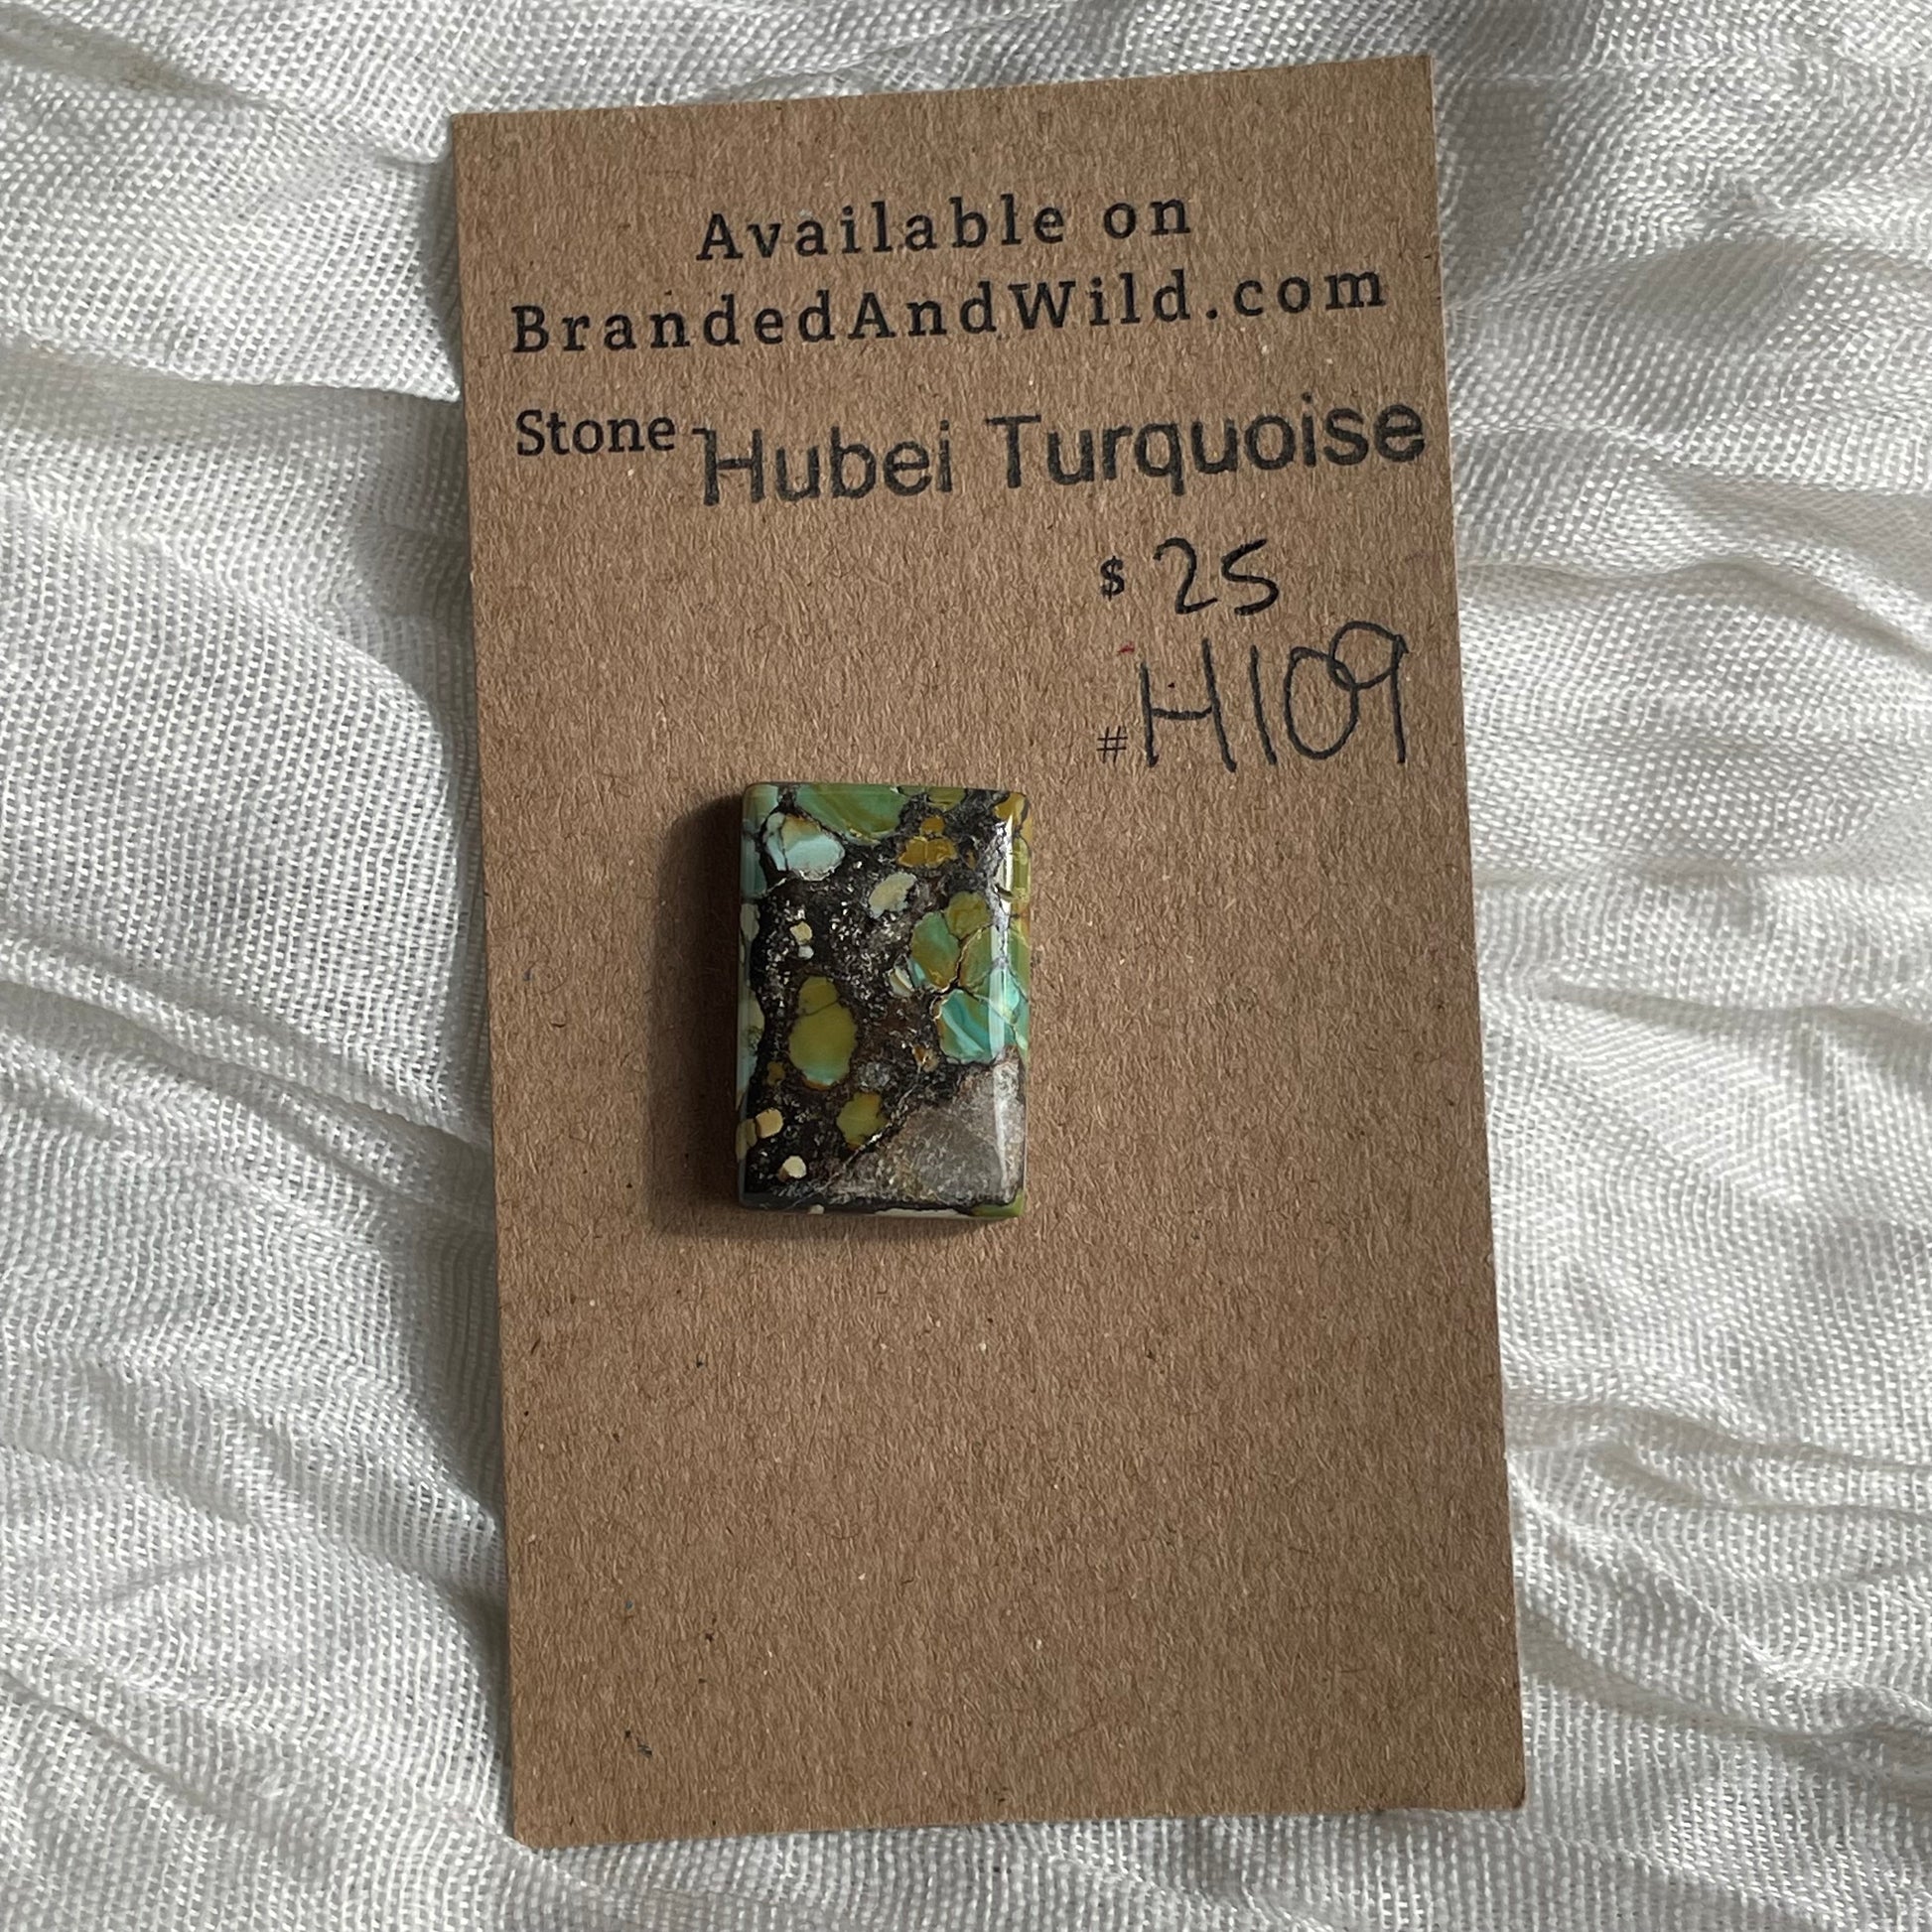 Available on
BrandedAndWild.com
Stone Hubei Turquoise
$ 25
# H109